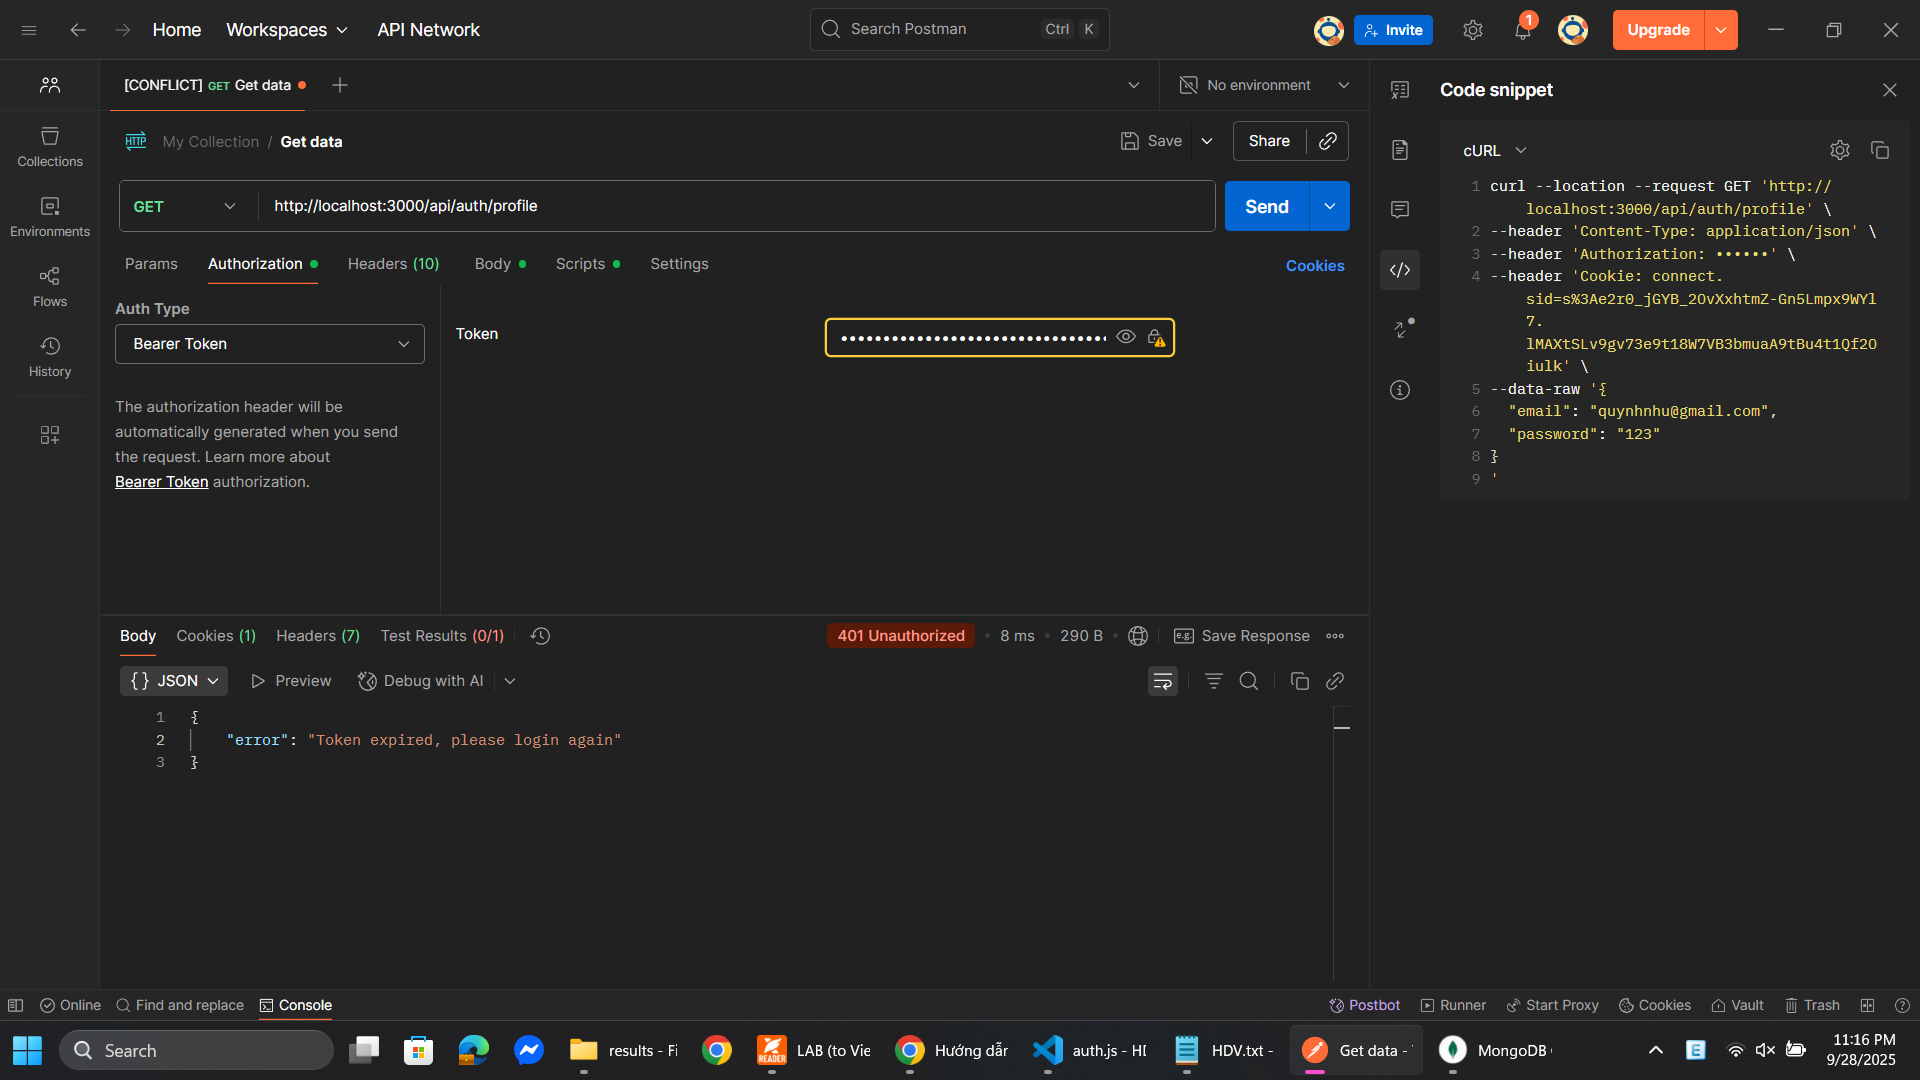 Home
Workspaces
API Network
Search Postman
Ctrl K
Invite
1
Upgrade
[CONFLICT] GET Get data
No environment
Code snippet
Collections
Environments
Flows
History
HTTP My Collection / Get data
Save
Share
GET
http://localhost:3000/api/auth/profile
Send
Params
Authorization
Headers (10)
Body
Scripts
Settings
Cookies
Auth Type
Bearer Token
The authorization header will be
automatically generated when you send
the request. Learn more about
Bearer Token authorization.
Token
cURL
1 curl --location --request GET 'http://
localhost:3000/api/auth/profile' \
2 --header 'Content-Type: application/json' \
3 --header 'Authorization: ••••••' \
4 --header 'Cookie: connect.
sid=s%3Ae2r0_jGYB_2OvXxhtmZ-Gn5Lmpx9WYl
7.
lMAXtSLv9gv73e9t18W7VB3bmuaA9tBu4t1Qf2O
iulk' \
5 --data-raw '{
6 "email": "quynhnhu@gmail.com",
7 "password": "123"
8 }
9 '
Body
Cookies (1)
Headers (7)
Test Results (0/1)
401 Unauthorized
8 ms
290 B
e.g. Save Response
{ } JSON
Preview
Debug with AI
1 {
2 "error": "Token expired, please login again"
3 }
Online
Find and replace
Console
Postbot
Runner
Start Proxy
Cookies
Vault
Trash
Search
results - Fi
READER
LAB (to Vie
Hướng dẫn
auth.js - HD
HDV.txt -
Get data -
MongoDB
E
11:16 PM
9/28/2025